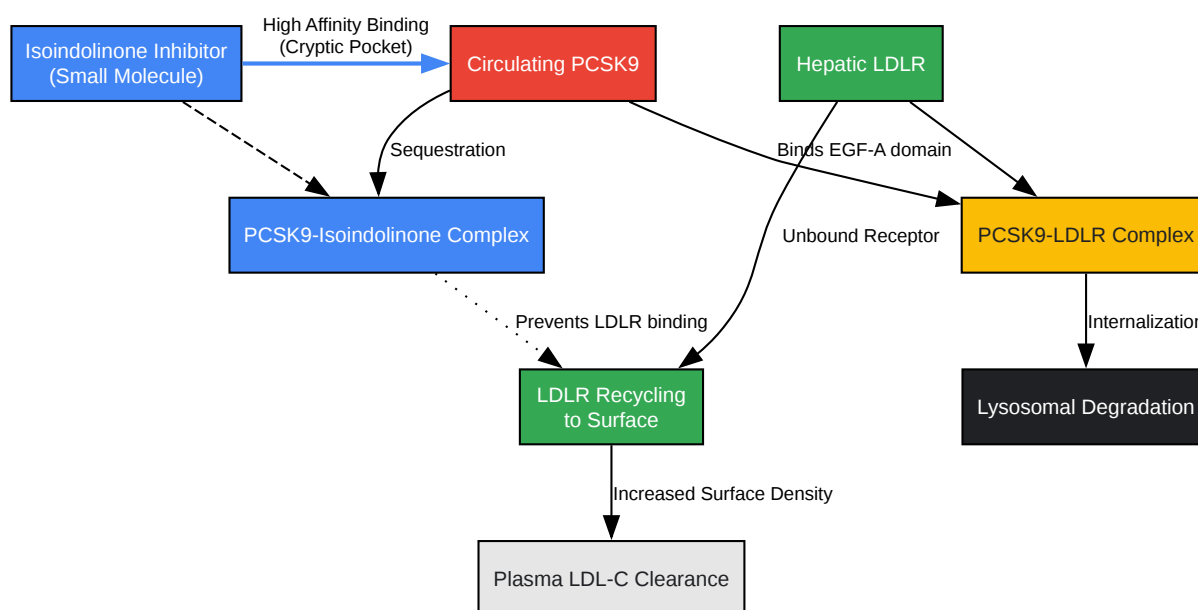 High Affinity Binding
(Cryptic Pocket)
Isoindolinone Inhibitor
(Small Molecule)
Circulating PCSK9
Hepatic LDLR
Sequestration
Binds EGF-A domain
PCSK9-Isoindolinone Complex
Unbound Receptor
PCSK9-LDLR Complex
Prevents LDLR binding
Internalization
LDLR Recycling
to Surface
Lysosomal Degradation
Increased Surface Density
Plasma LDL-C Clearance